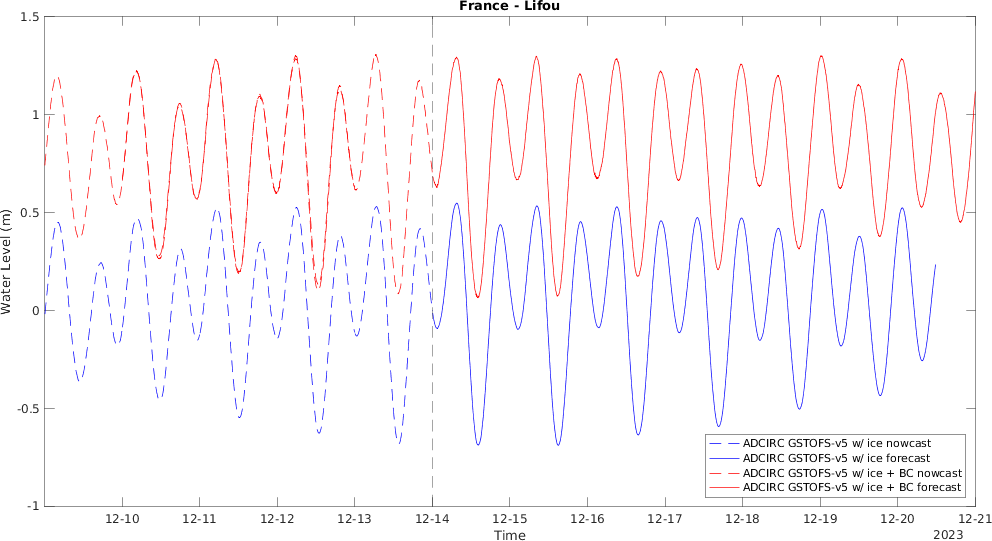 France - Lifou
Water Level (m)
1.5
1
0.5
0
-0.5
-1
12-10
12-11
12-12
12-13
12-14
12-15
12-16
12-17
12-18
12-19
12-20
12-21
Time
2023
ADCIRC GSTOFS-v5 w/ ice nowcast
ADCIRC GSTOFS-v5 w/ ice forecast
ADCIRC GSTOFS-v5 w/ ice + BC nowcast
ADCIRC GSTOFS-v5 w/ ice + BC forecast